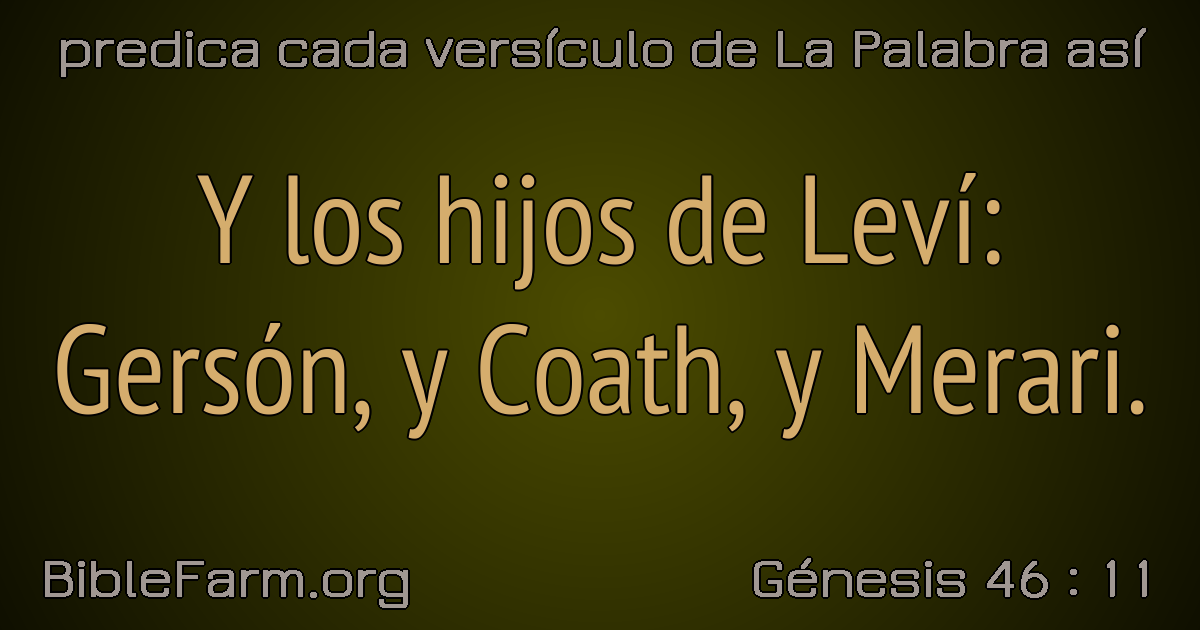 predica cada versículo de La Palabra así
Y los hijos de Leví:
Gersón, y Coath, y Merari.
BibleFarm.org
Génesis 46 : 11